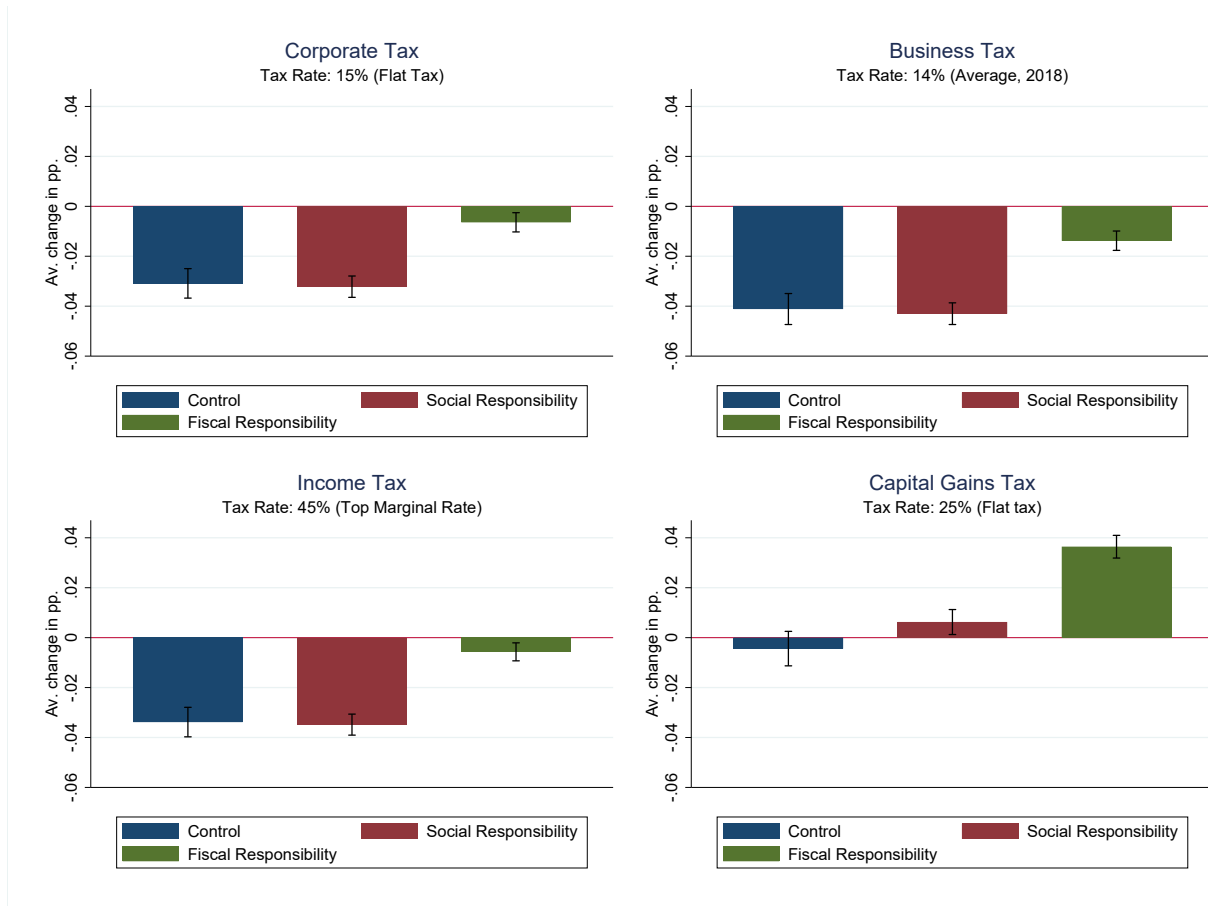 Corporate Tax
Tax Rate: 15% (Flat Tax)
Av. change in pp.
.04
.02
0
-.02
-.04
-.06
Control
Social Responsibility
Fiscal Responsibility
Business Tax
Tax Rate: 14% (Average, 2018)
Av. change in pp.
.04
.02
0
-.02
-.04
-.06
Control
Social Responsibility
Fiscal Responsibility
Income Tax
Tax Rate: 45% (Top Marginal Rate)
Av. change in pp.
.04
.02
0
-.02
-.04
-.06
Control
Social Responsibility
Fiscal Responsibility
Capital Gains Tax
Tax Rate: 25% (Flat tax)
Av. change in pp.
.04
.02
0
-.02
-.04
-.06
Control
Social Responsibility
Fiscal Responsibility